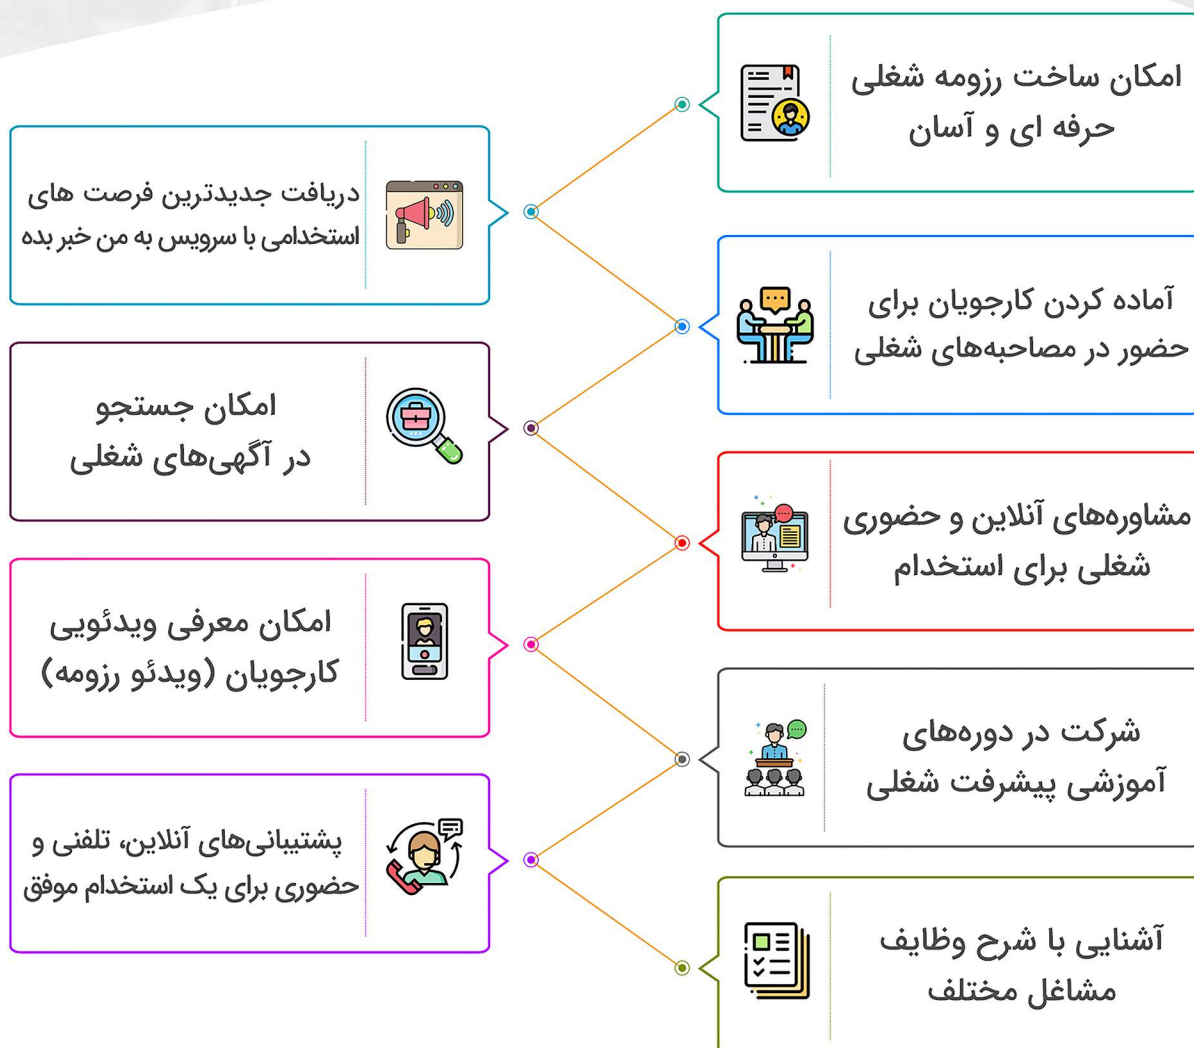 امکان ساخت رزومه شغلی
حرفه ای و آسان
دریافت جدیدترین فرصت های
استخدامی با سرویس به من خبر بده
آماده کردن کارجویان برای
حضور در مصاحبه‌های شغلی
امکان جستجو
در آگهی‌های شغلی
مشاوره‌های آنلاین و حضوری
شغلی برای استخدام
امکان معرفی ویدئویی
کارجویان (ویدئو رزومه)
شرکت در دوره‌های
آموزشی پیشرفت شغلی
پشتیبانی‌های آنلاین، تلفنی و
حضوری برای یک استخدام موفق
آشنایی با شرح وظایف
مشاغل مختلف